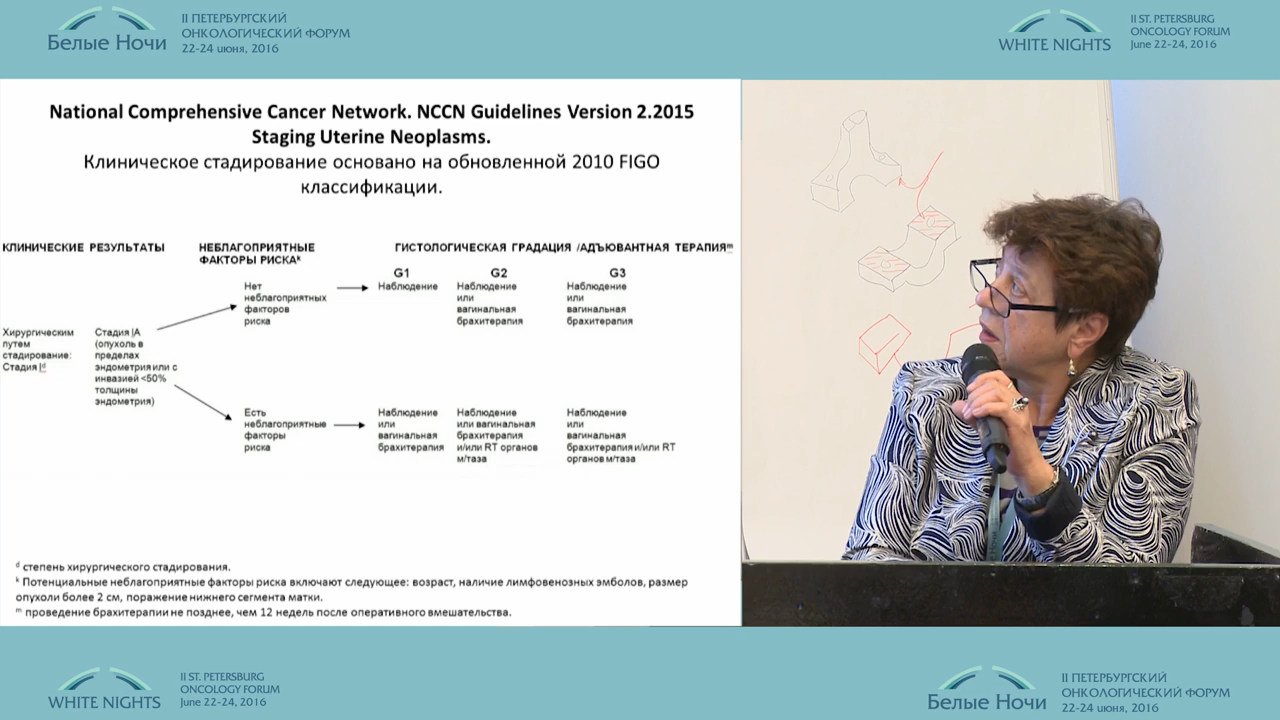 Белые Ночи
II ПЕТЕРБУРГСКИЙ
ОНКОЛОГИЧЕСКИЙ ФОРУМ
22-24 июня, 2016
WHITE NIGHTS
II ST. PETERSBURG
ONCOLOGY FORUM
June 22-24, 2016
National Comprehensive Cancer Network. NCCN Guidelines Version 2.2015
Staging Uterine Neoplasms.
Клиническое стадирование основано на обновленной 2010 FIGO
классификации.
КЛИНИЧЕСКИЕ РЕЗУЛЬТАТЫ
НЕБЛАГОПРИЯТНЫЕ
ФАКТОРЫ РИСКАᵏ
ГИСТОЛОГИЧЕСКАЯ ГРАДАЦИЯ /АДЪЮВАНТНАЯ ТЕРАПИЯᵐ
G1
G2
G3
Нет
неблагоприятных
факторов
риска
Наблюдение
Наблюдение
или
вагинальная
брахитерапия
Наблюдение
или
вагинальная
брахитерапия
Хирургическим
путем
стадирование:
Стадия Iᵈ
Стадия IA
(опухоль в
пределах
эндометрия или с
инвазией <50%
толщины
эндометрия)
Есть
неблагоприятные
факторы
риска
Наблюдение
или
вагинальная
брахитерапия
Наблюдение
или вагинальная
брахитерапия
и/или RT органов
м/таза
Наблюдение
или
вагинальная
брахитерапия и/или RT
органов м/таза
ᵈ степень хирургического стадирования.
ᵏ Потенциальные неблагоприятные факторы риска включают следующее: возраст, наличие лимфовенозных эмболов, размер
опухоли более 2 см, поражение нижнего сегмента матки.
ᵐ проведение брахитерапии не позднее, чем 12 недель после оперативного вмешательства.
WHITE NIGHTS
II ST. PETERSBURG
ONCOLOGY FORUM
June 22-24, 2016
Белые Ночи
II ПЕТЕРБУРГСКИЙ
ОНКОЛОГИЧЕСКИЙ ФОРУМ
22-24 июня, 2016